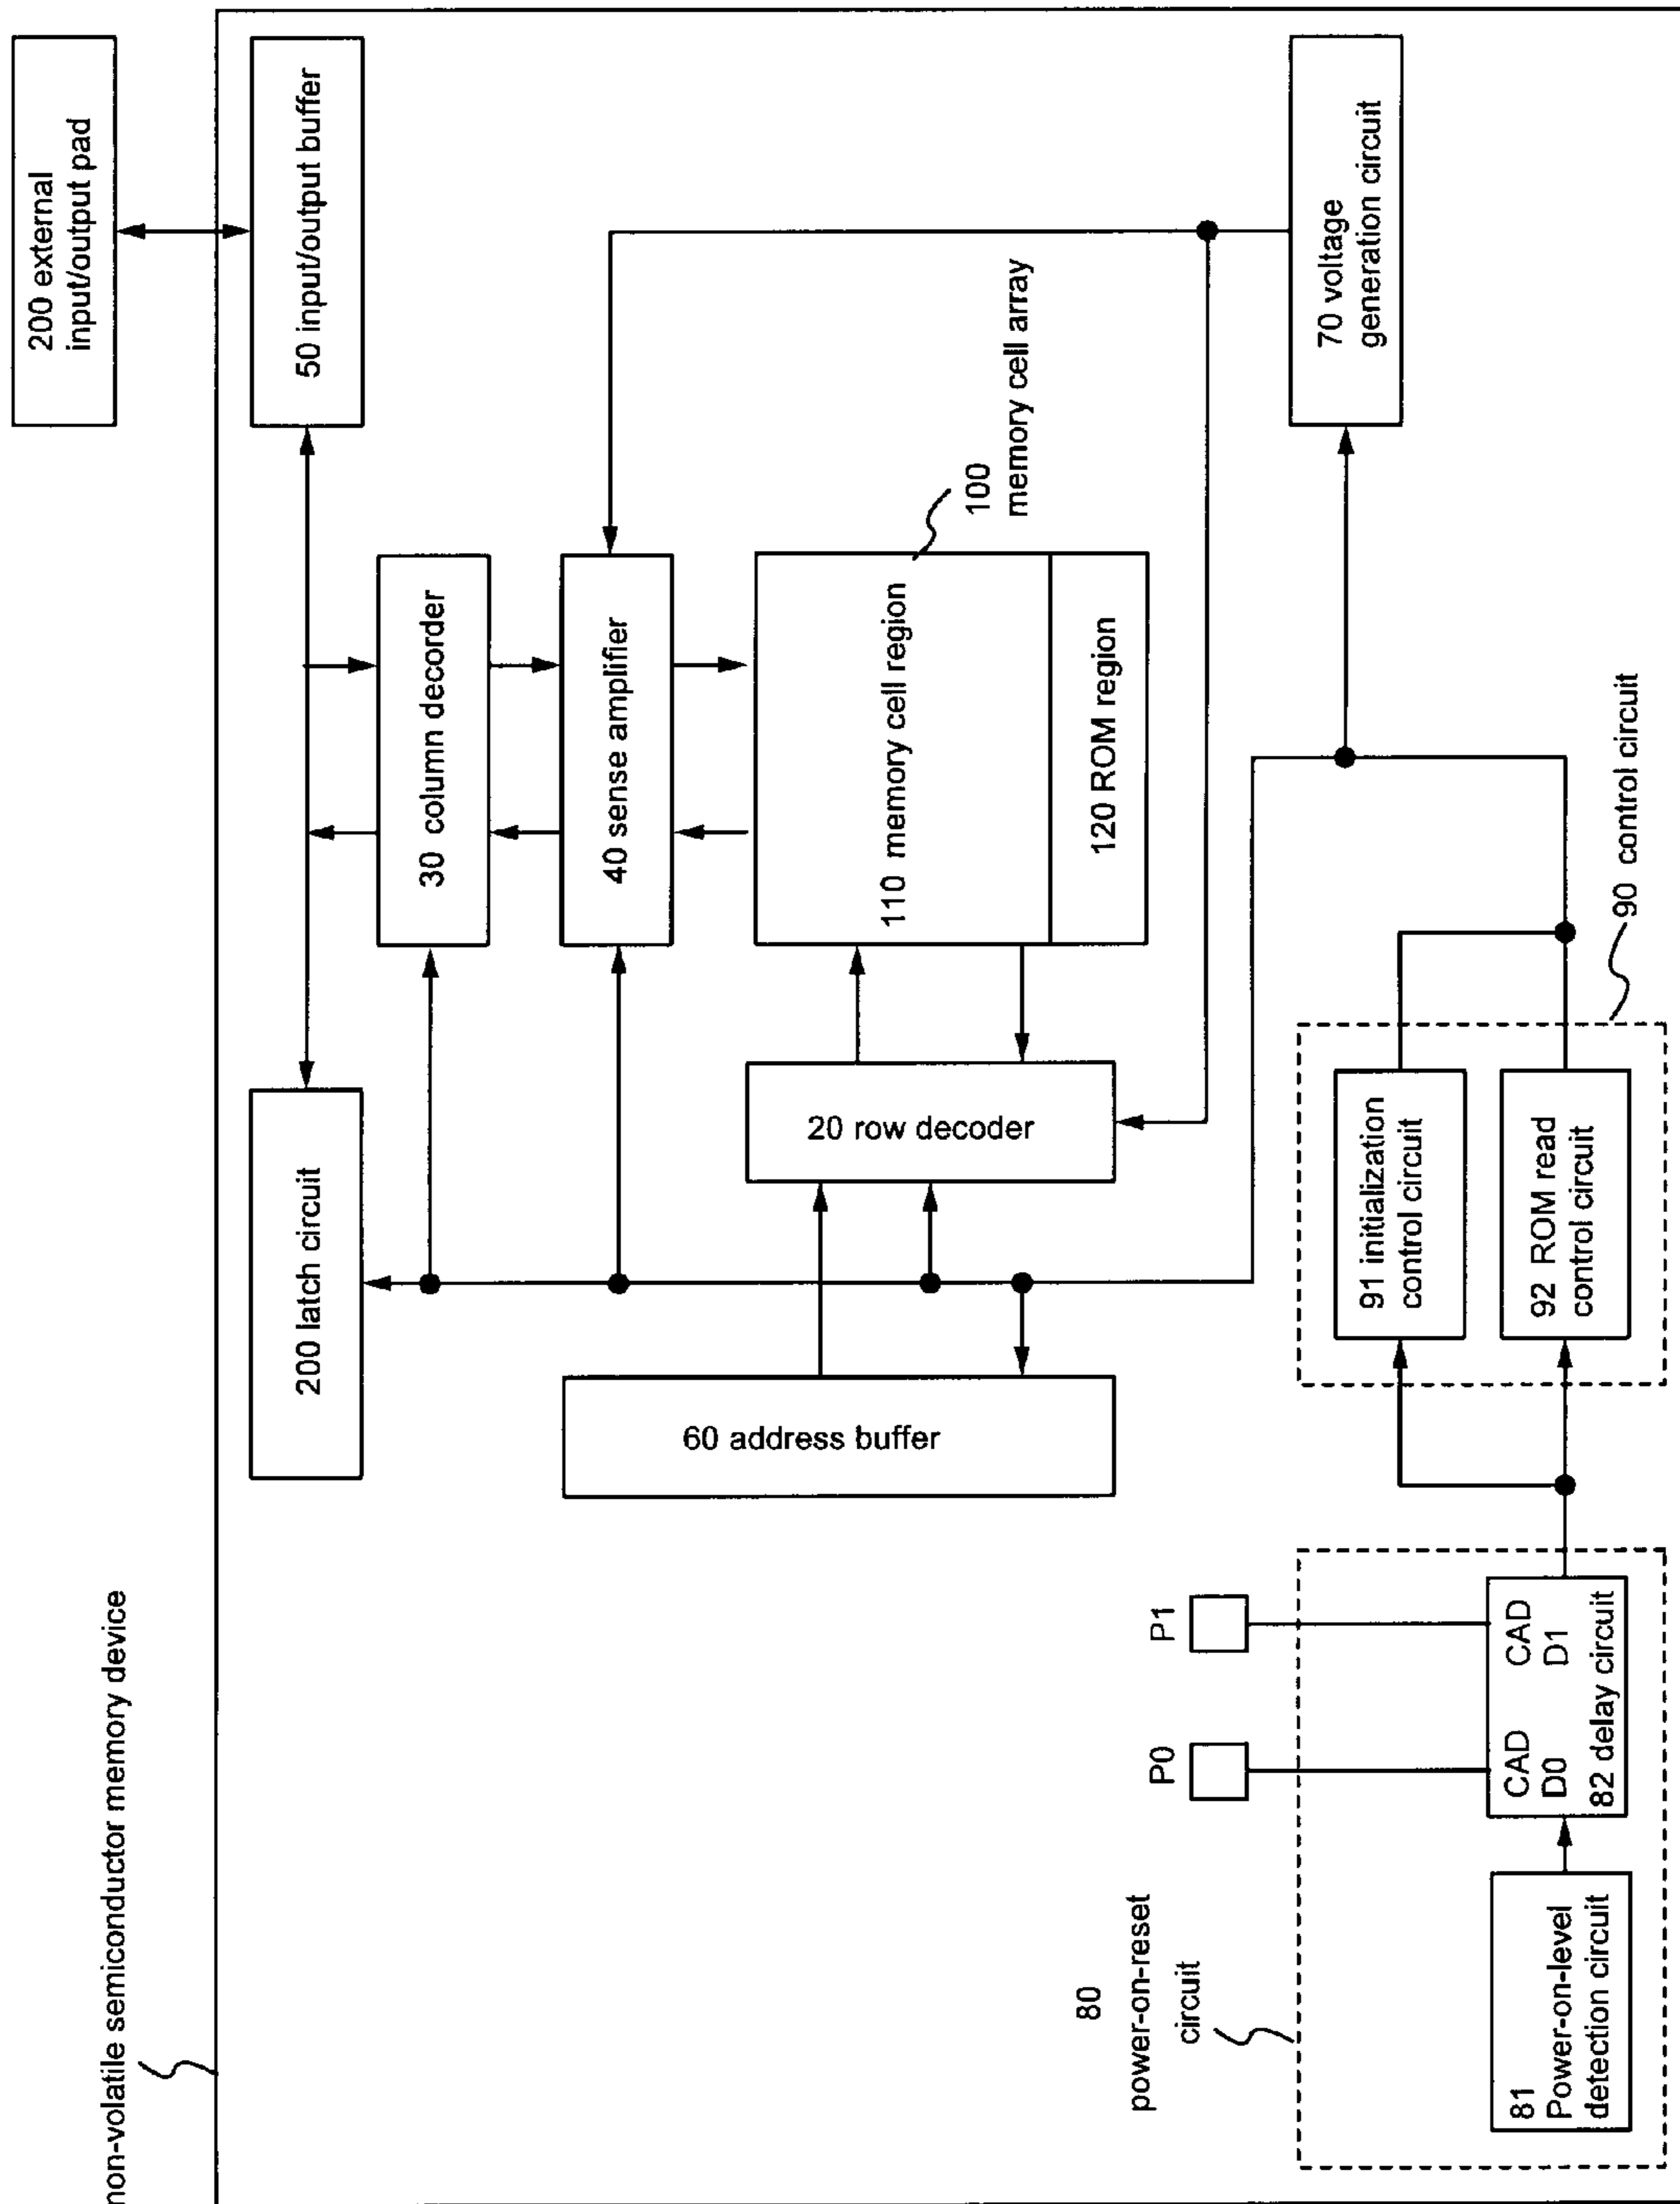 non-volatile semiconductor memory device
200 external
input/output pad
200 latch circuit
50 input/output buffer
30 column decorder
40 sense amplifier
60 address buffer
20 row decoder
110 memory cell region
120 ROM region
100
memory cell array
80
power-on-reset
circuit
P0
P1
81
Power-on-level
detection circuit
CAD
D0
CAD
D1
82 delay circuit
91 initialization
control circuit
92 ROM read
control circuit
90 control circuit
70 voltage
generation circuit